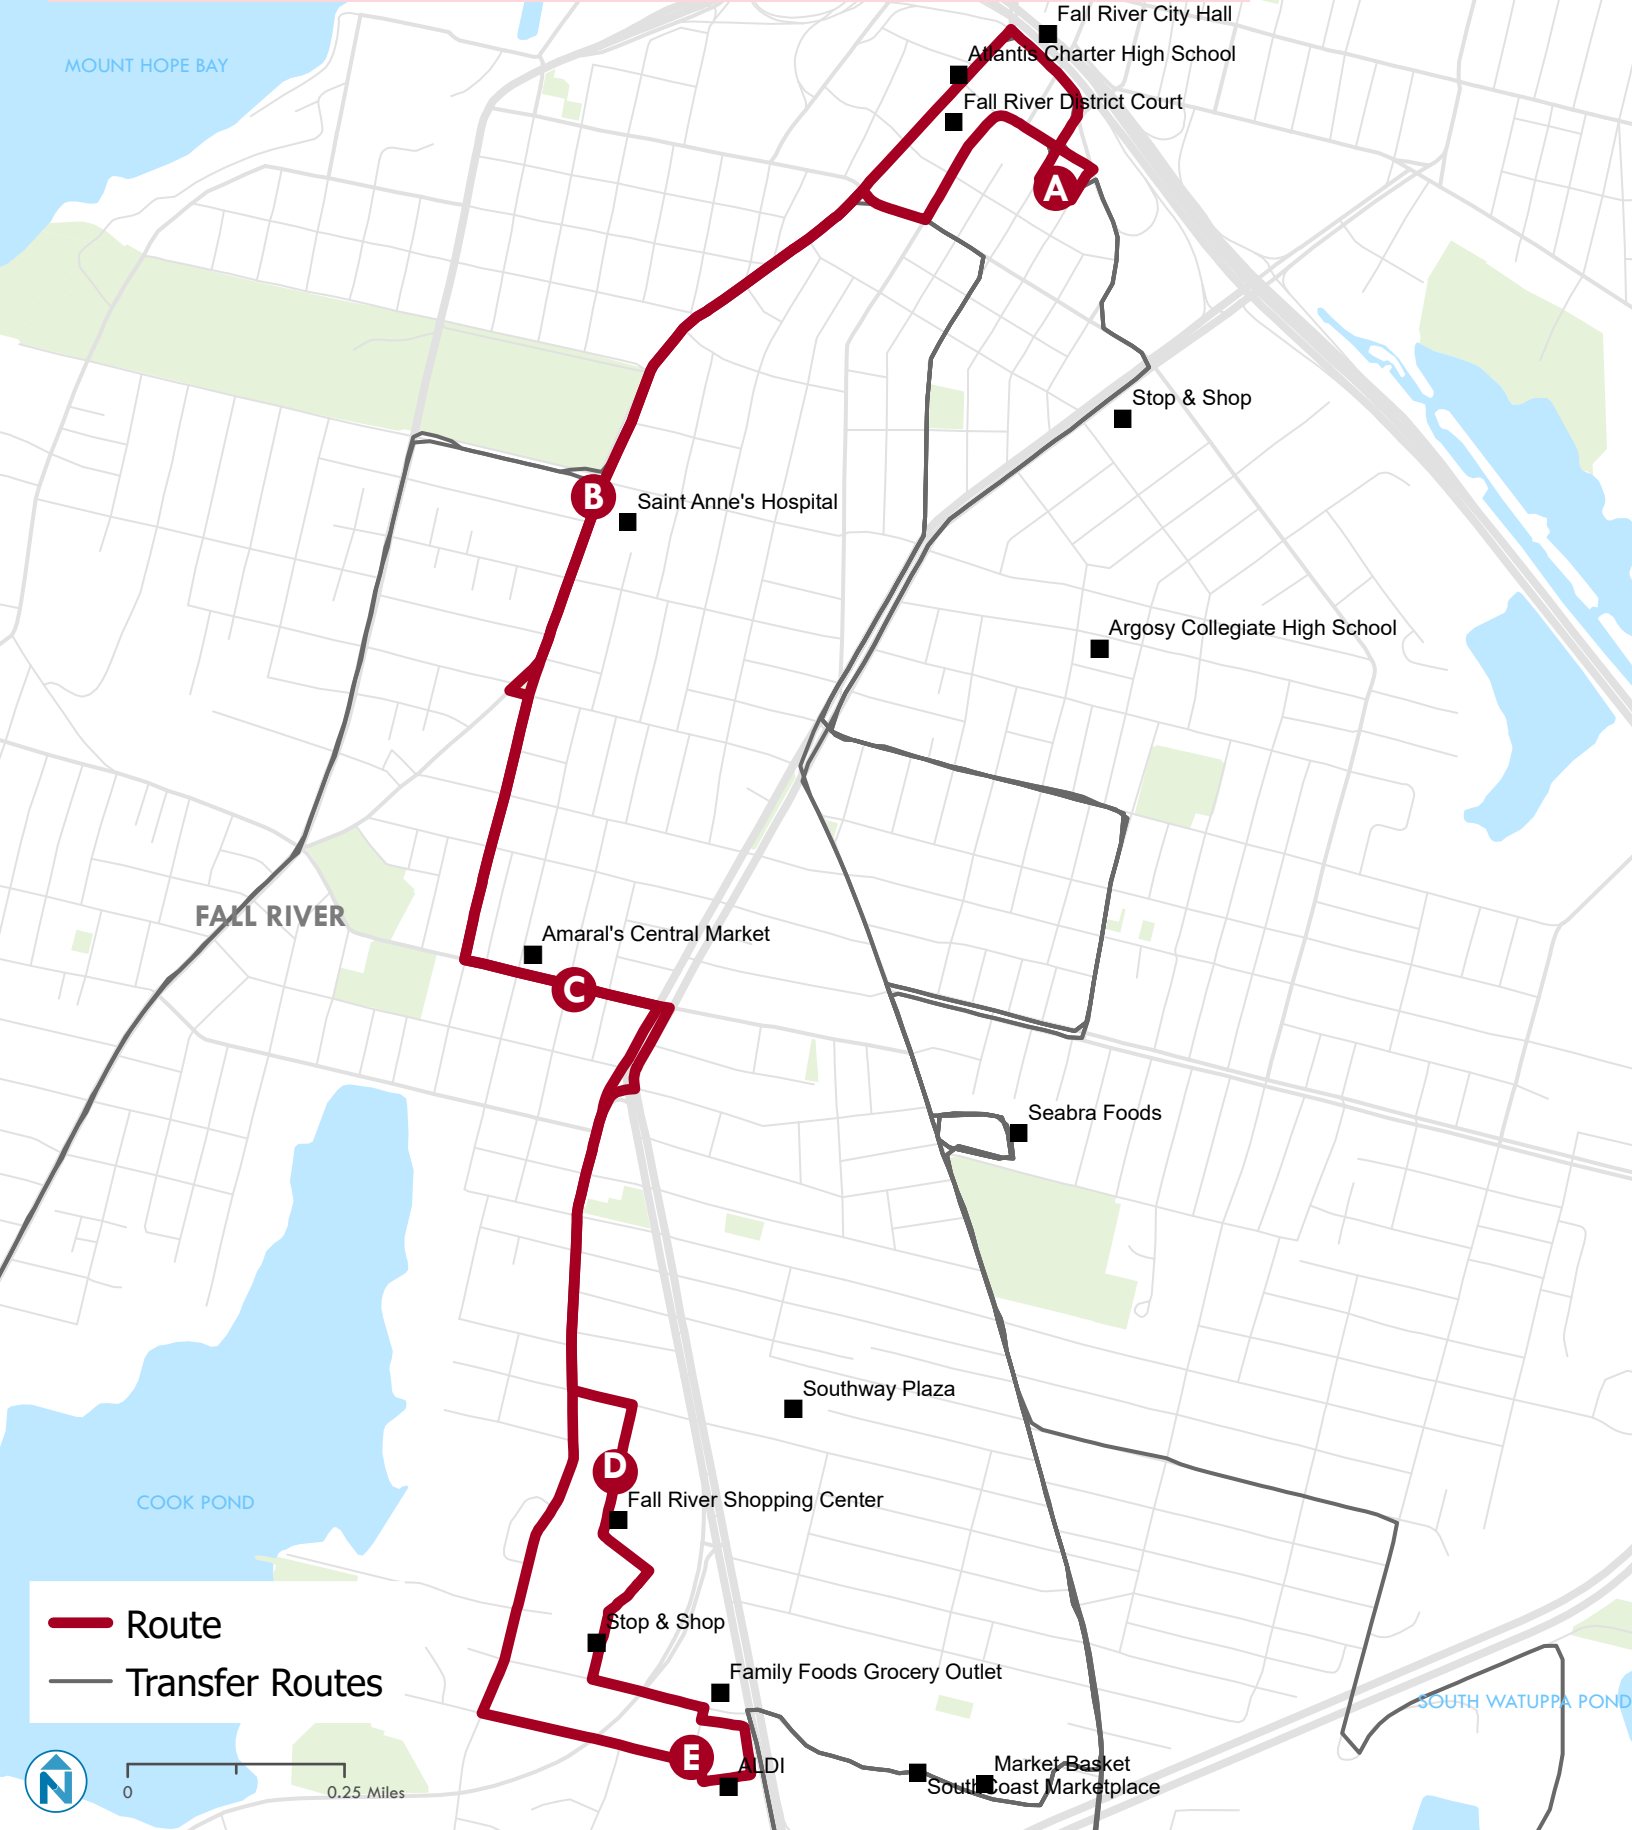 Fall River City Hall
Atlantis Charter High School
MOUNT HOPE BAY
Fall River District Court
A
Stop & Shop
B
Saint Anne's Hospital
Argosy Collegiate High School
FALL RIVER
Amaral's Central Market
C
Seabra Foods
Southway Plaza
D
Fall River Shopping Center
COOK POND
Route
Stop & Shop
Transfer Routes
Family Foods Grocery Outlet
SOUTH WATUPPA POND
E
ALDI
Market Basket
SouthCoast Marketplace
N
0
0.25 Miles